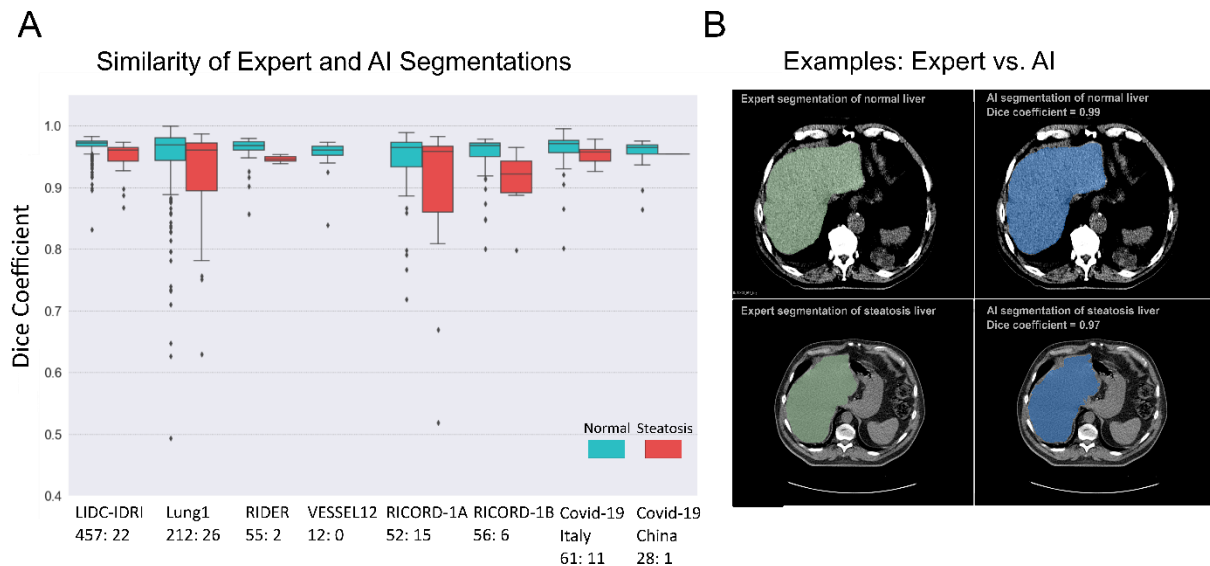 A
Similarity of Expert and AI Segmentations
Dice Coefficient
1.0
0.9
0.8
0.7
0.6
0.5
0.4
Normal Steatosis
LIDC-IDRI
457: 22
Lung1
212: 26
RIDER
55: 2
VESSEL12
12: 0
RICORD-1A
52: 15
RICORD-1B
56: 6
Covid-19
Italy
61: 11
Covid-19
China
28: 1
B
Examples: Expert vs. AI
Expert segmentation of normal liver
AI segmentation of normal liver
Dice coefficient = 0.99
Expert segmentation of steatosis liver
AI segmentation of steatosis liver
Dice coefficient = 0.97